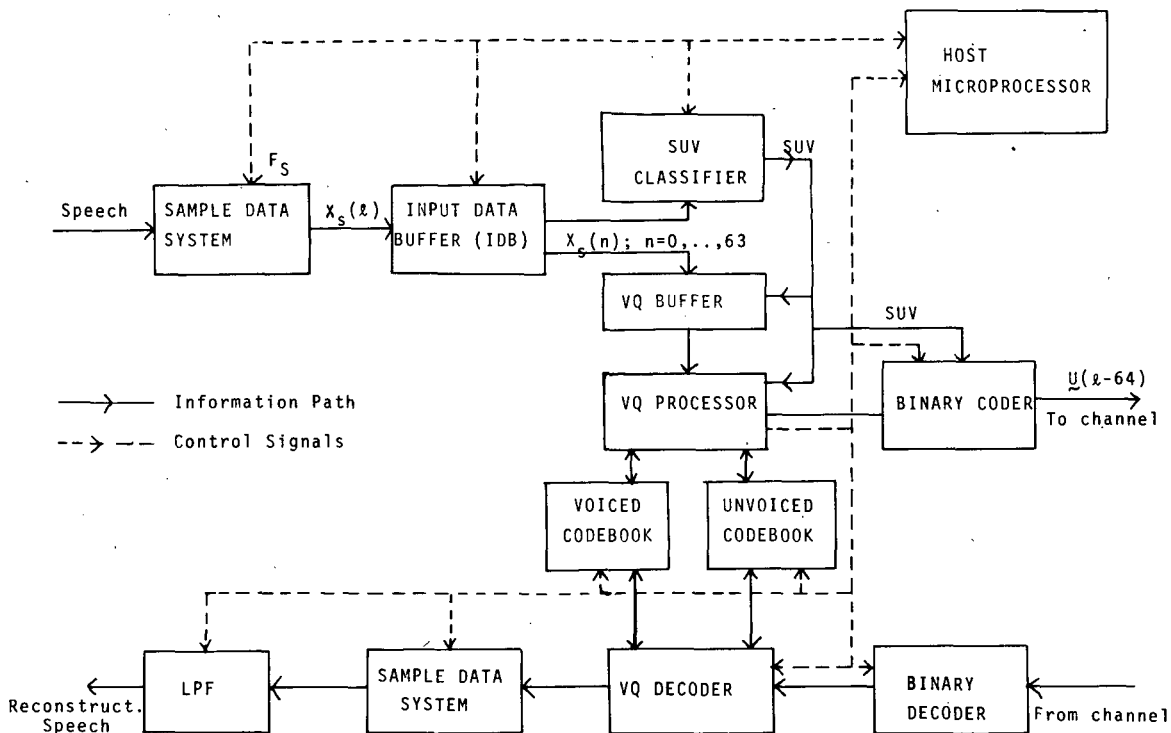 HOST
MICROPROCESSOR
SUV
CLASSIFIER
SUV
F_S
Speech
SAMPLE DATA
SYSTEM
X_s(ℓ)
INPUT DATA
BUFFER (IDB)
X_s(n); n=0,..,63
VQ BUFFER
SUV
VQ PROCESSOR
BINARY CODER
U(ℓ-64)
To channel
Information Path
Control Signals
VOICED
CODEBOOK
UNVOICED
CODEBOOK
LPF
SAMPLE DATA
SYSTEM
VQ DECODER
BINARY
DECODER
Reconstruct.
Speech
From channel